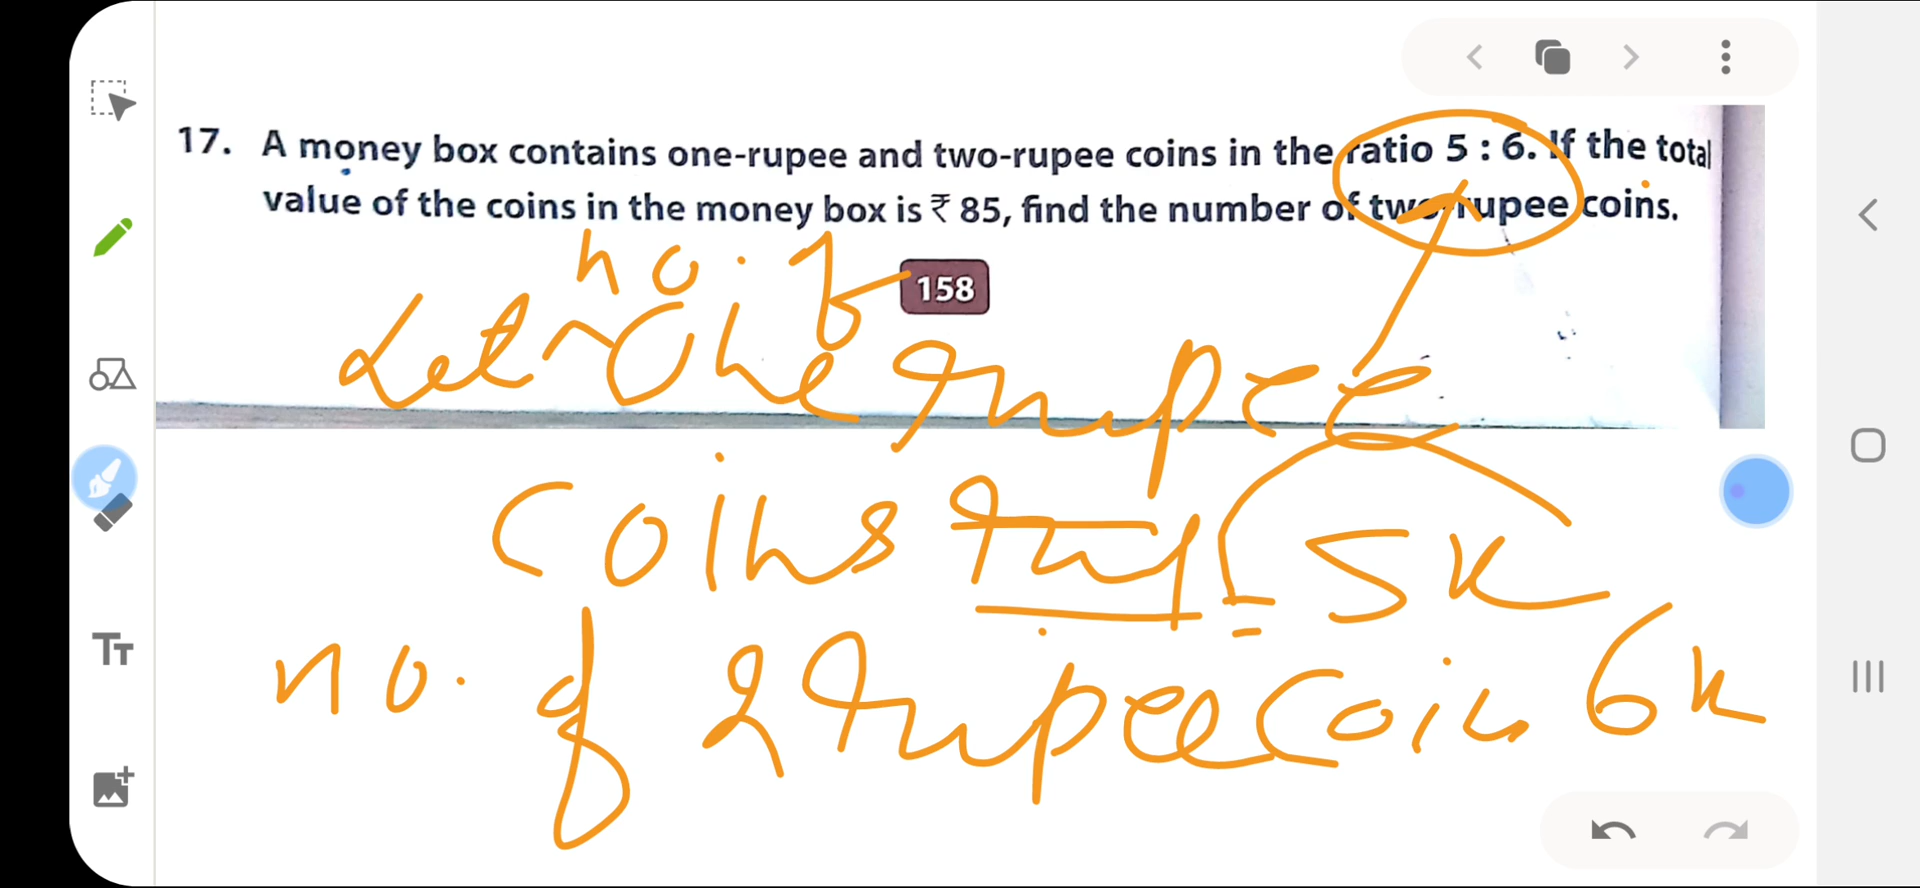 17. A money box contains one-rupee and two-rupee coins in the ratio 5 : 6. If the total
value of the coins in the money box is ₹ 85, find the number of two-rupee coins.
158
no. of
Let one rupee
coins = 5k
no. of 2 rupee coin 6k
TT